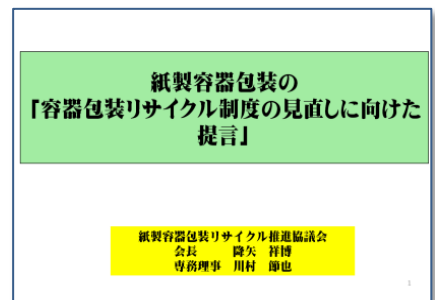 紙製容器包装の
「容器包装リサイクル制度の見直しに向けた
提言」
紙製容器包装リサイクル推進協議会
会長 降矢 祥博
専務理事 川村 節也
1